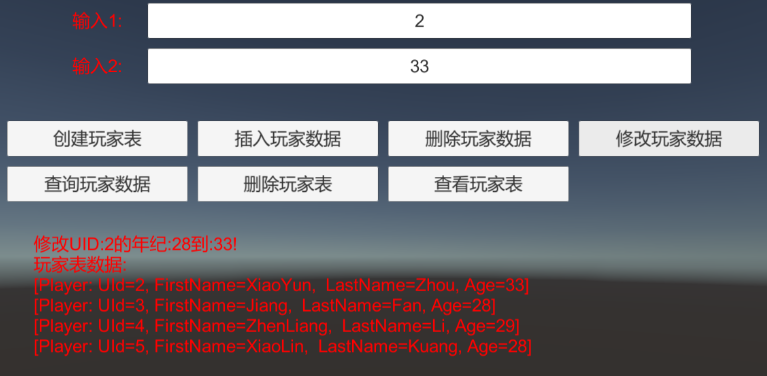 输入1:
2
输入2:
33
创建玩家表 插入玩家数据 删除玩家数据 修改玩家数据
查询玩家数据 删除玩家表 查看玩家表
修改UID:2的年纪:28到:33!
玩家表数据:
[Player: UId=2, FirstName=XiaoYun,  LastName=Zhou, Age=33]
[Player: UId=3, FirstName=Jiang,  LastName=Fan, Age=28]
[Player: UId=4, FirstName=ZhenLiang,  LastName=Li, Age=29]
[Player: UId=5, FirstName=XiaoLin,  LastName=Kuang, Age=28]